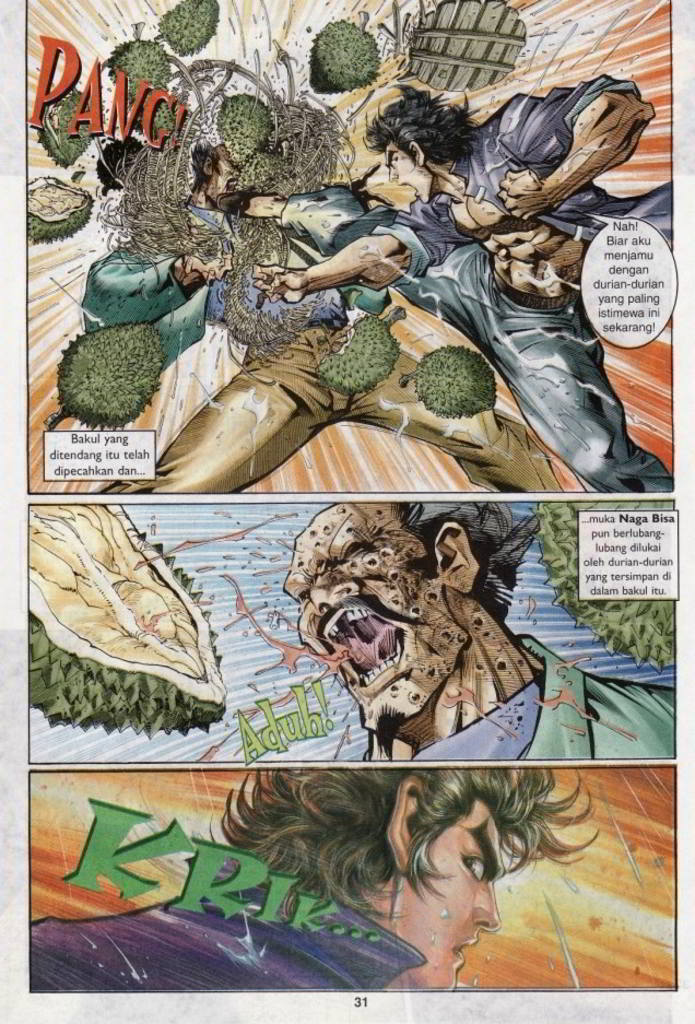 PANG!
Nah!
Biar aku
menjamu
dengan
durian-durian
yang paling
istimewa ini
sekarang!
Bakul yang
ditendang itu telah
dipecahkan dan...
...muka Naga Bisa
pun berlubang-
lubang dilukai
oleh durian-durian
yang tersimpan di
dalam bakul itu.
Aduh!
KRIK...
31